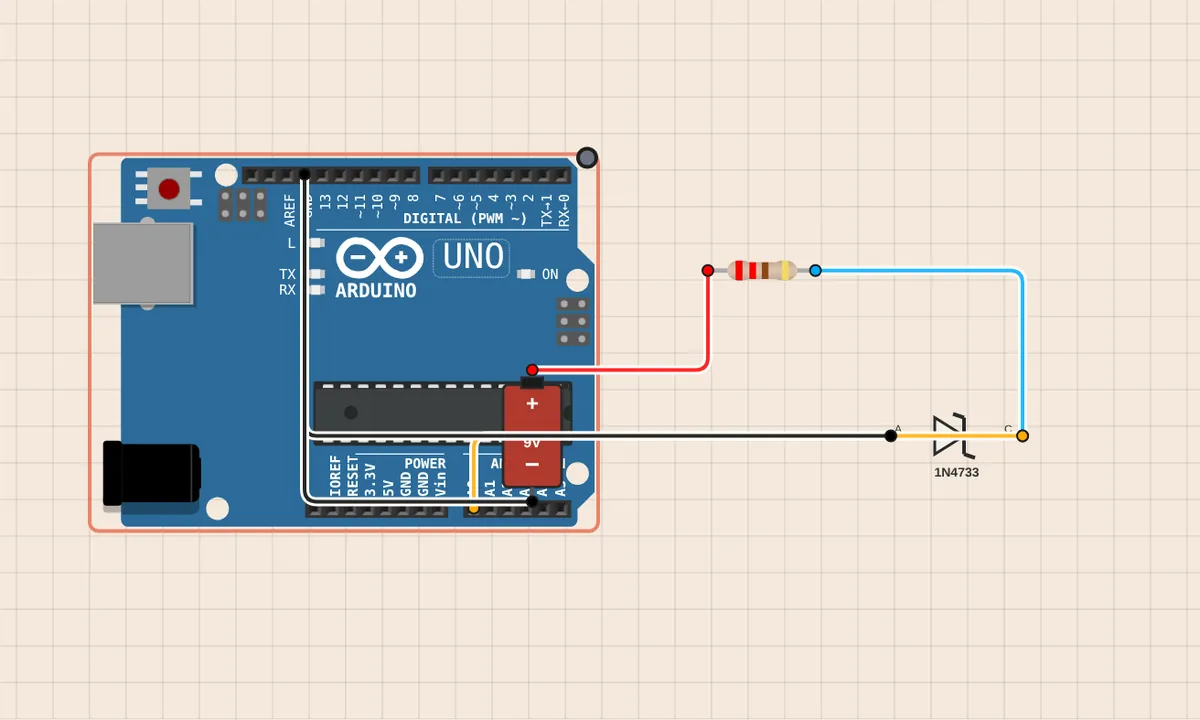 AREF
GND
13
12
~11
~10
~9
8
7
~6
~5
4
~3
2
TX→1
RX←0
DIGITAL (PWM ~)
L
TX
RX
UNO
ON
ARDUINO
+
9V
−
A
C
1N4733
POWER
IOREF
RESET
3.3V
5V
GND
GND
Vin
A1